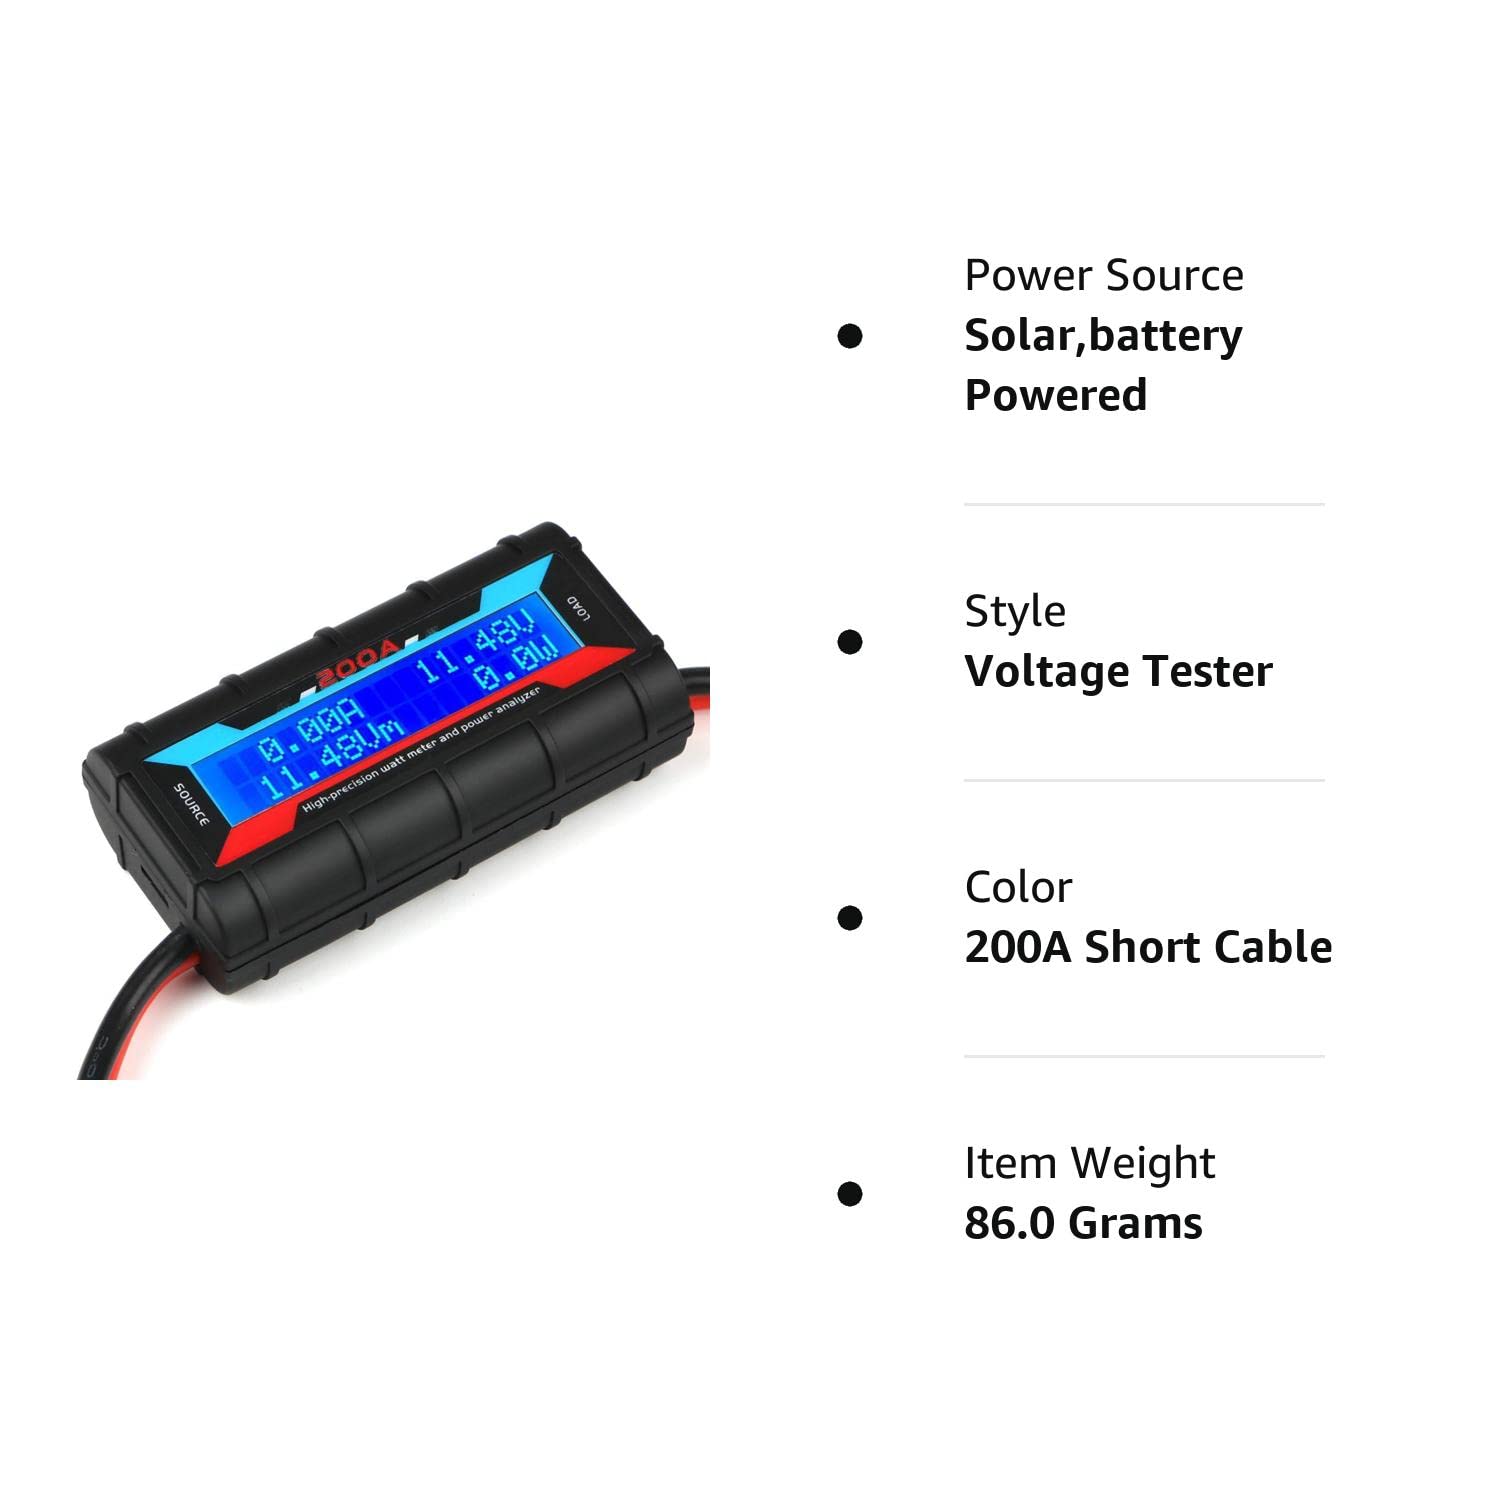 200A
0.00A 11.48V
11.48Vm 0.0W
SOURCE
LOAD
High-precision watt meter and power analyzer
Power Source
Solar,battery
Powered
Style
Voltage Tester
Color
200A Short Cable
Item Weight
86.0 Grams